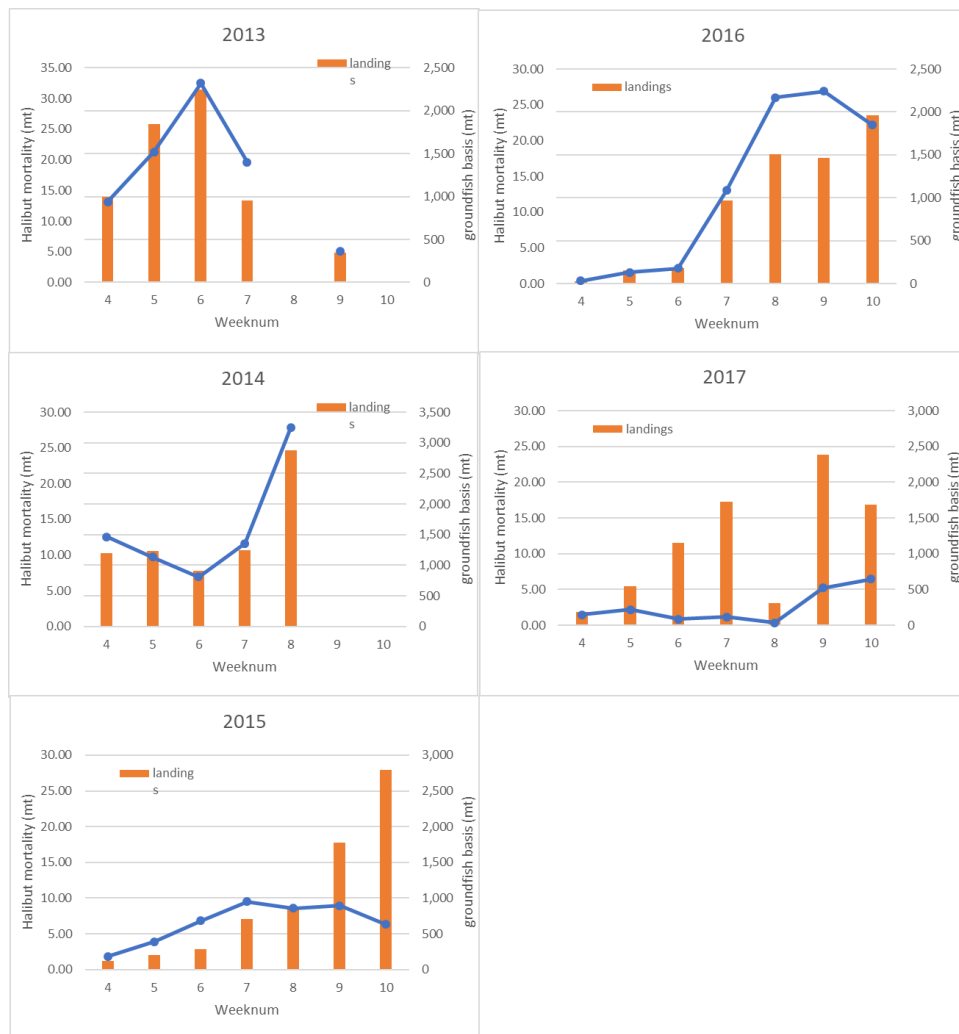 2013
landing
s
35.00
30.00
25.00
20.00
15.00
10.00
5.00
0.00
Halibut mortality (mt)
2,500
2,000
1,500
1,000
500
0
groundfish basis (mt)
4 5 6 7 8 9 10
Weeknum
2016
landings
30.00
25.00
20.00
15.00
10.00
5.00
0.00
Halibut mortality (mt)
2,500
2,000
1,500
1,000
500
0
groundfish basis (mt)
4 5 6 7 8 9 10
Weeknum
2014
landing
s
30.00
25.00
20.00
15.00
10.00
5.00
0.00
Halibut mortality (mt)
3,500
3,000
2,500
2,000
1,500
1,000
500
0
groundfish basis (mt)
4 5 6 7 8 9 10
Weeknum
2017
landings
30.00
25.00
20.00
15.00
10.00
5.00
0.00
Halibut mortality (mt)
3,000
2,500
2,000
1,500
1,000
500
0
groundfish basis (mt)
4 5 6 7 8 9 10
Weeknum
2015
landing
s
30.00
25.00
20.00
15.00
10.00
5.00
0.00
Halibut mortality (mt)
3,000
2,500
2,000
1,500
1,000
500
0
groundfish basis (mt)
4 5 6 7 8 9 10
Weeknum